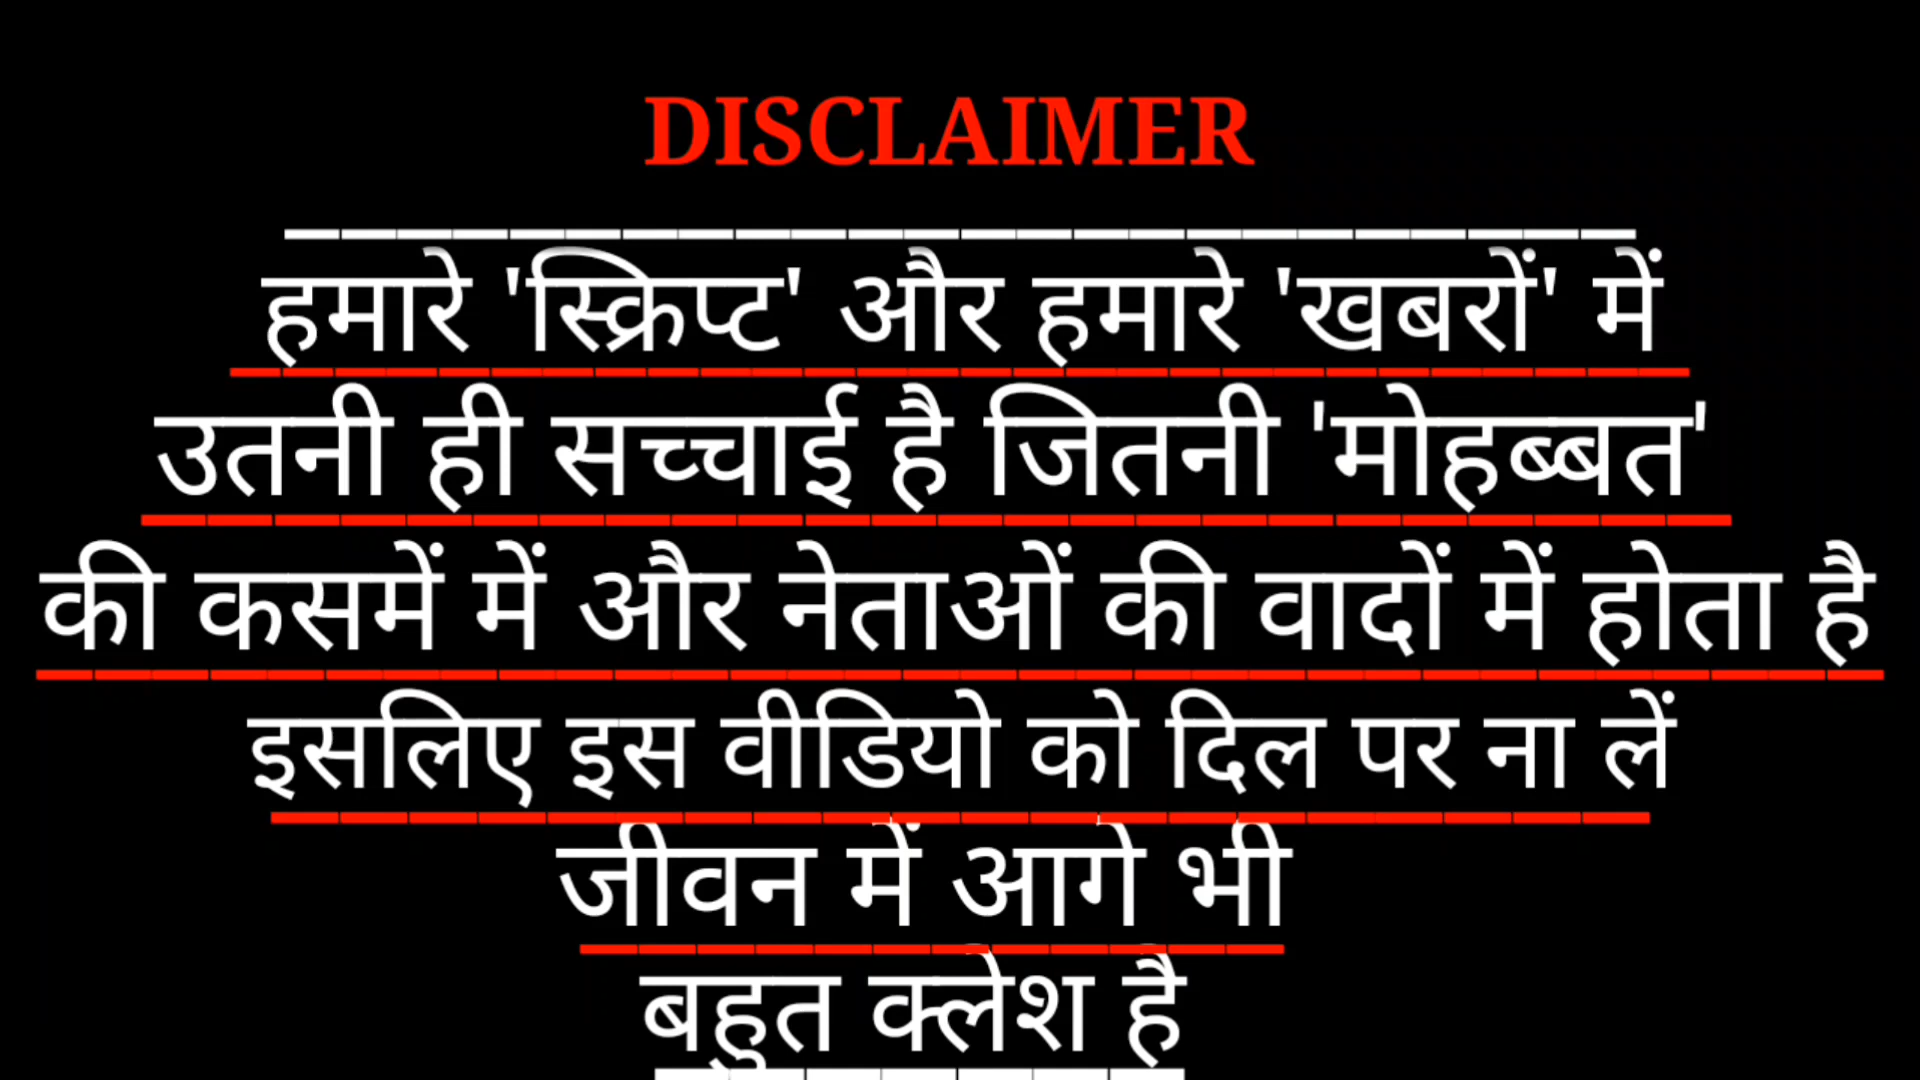 DISCLAIMER
हमारे 'स्क्रिप्ट' और हमारे 'खबरों' में
उतनी ही सच्चाई है जितनी 'मोहब्बत'
की कसमें में और नेताओं की वादों में होता है
इसलिए इस वीडियो को दिल पर ना लें
जीवन में आगे भी
बहुत क्लेश है